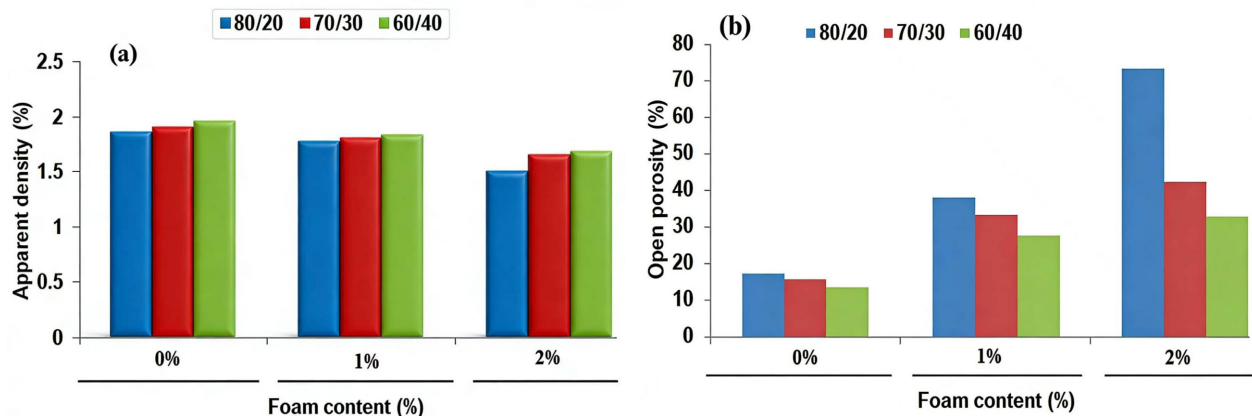 80/20 70/30 60/40
(a)
Apparent density (%)
2.5
2
1.5
1
0.5
0
0% 1% 2%
Foam content (%)
(b)
80/20 70/30 60/40
Open porosity (%)
80
70
60
50
40
30
20
10
0
0% 1% 2%
Foam content (%)